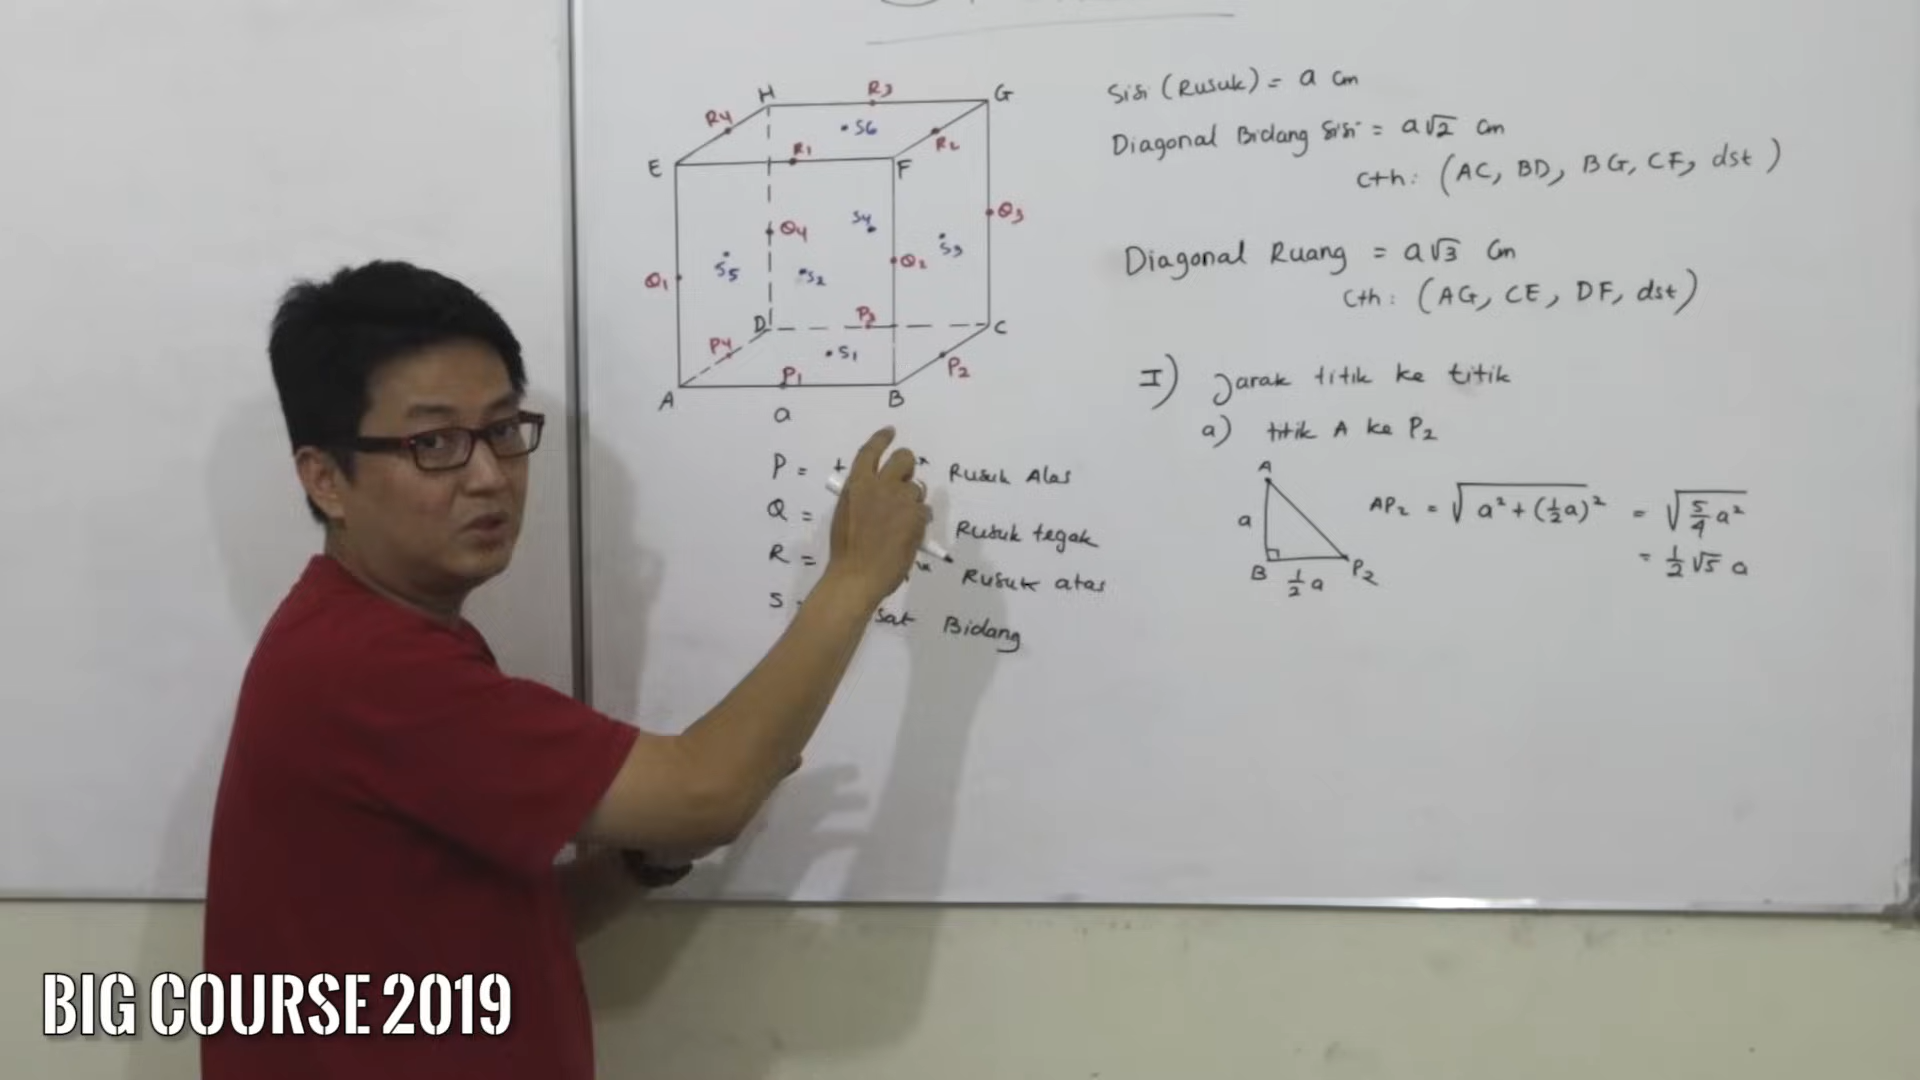 H
R3
G
R4
S6
R1
R2
E
F
Q3
S4
Q4
S3
Q2
S5
S2
Q1
D
P3
C
P4
S1
P1
P2
A
a
B
P =
Rusuk Alas
Q =
Rusuk tegak
R =
Rusuk atas
S
Bidang
Sisi (Rusuk) = a cm
Diagonal Bidang Sisi = a√2 cm
Cth: (AC, BD, BG, CF, dst)
Diagonal Ruang = a√3 cm
Cth: (AG, CE, DF, dst)
I) Jarak titik ke titik
a) titik A ke P2
A
a
B
½ a
P2
AP2 = √(a² + (½a)²) = √(5/4 a²)
= ½ √5 a
BIG COURSE 2019